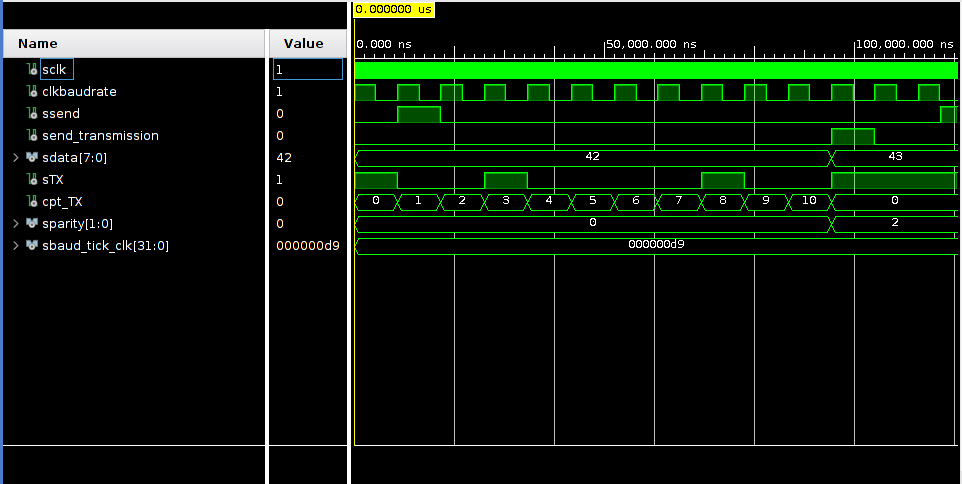 0.000000 us
Name Value
0.000 ns 50,000.000 ns 100,000.000 ns
sclk 1
clkbaudrate 1
ssend 0
send_transmission 0
sdata[7:0] 42 42 43
sTX 1
cpt_TX 0 0 1 2 3 4 5 6 7 8 9 10 0
sparity[1:0] 0 0 2
sbaud_tick_clk[31:0] 000000d9 000000d9